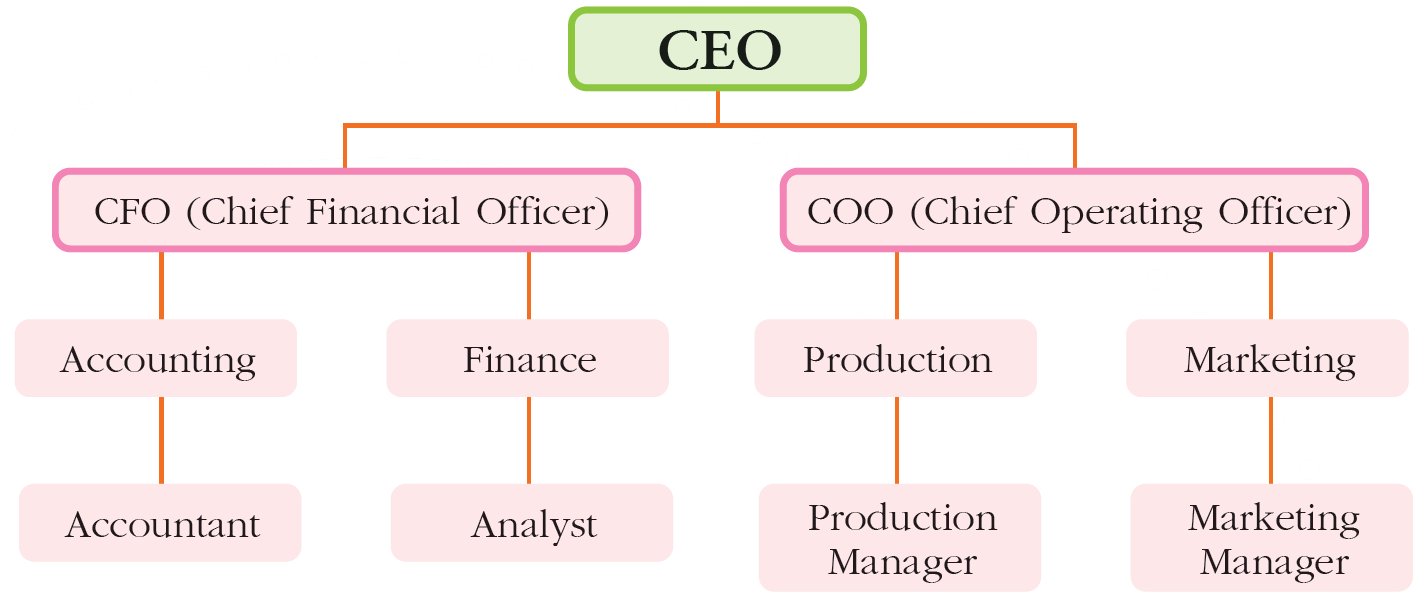 CEO
CFO (Chief Financial Officer)
COO (Chief Operating Officer)
Accounting
Finance
Production
Marketing
Accountant
Analyst
Production
Manager
Marketing
Manager